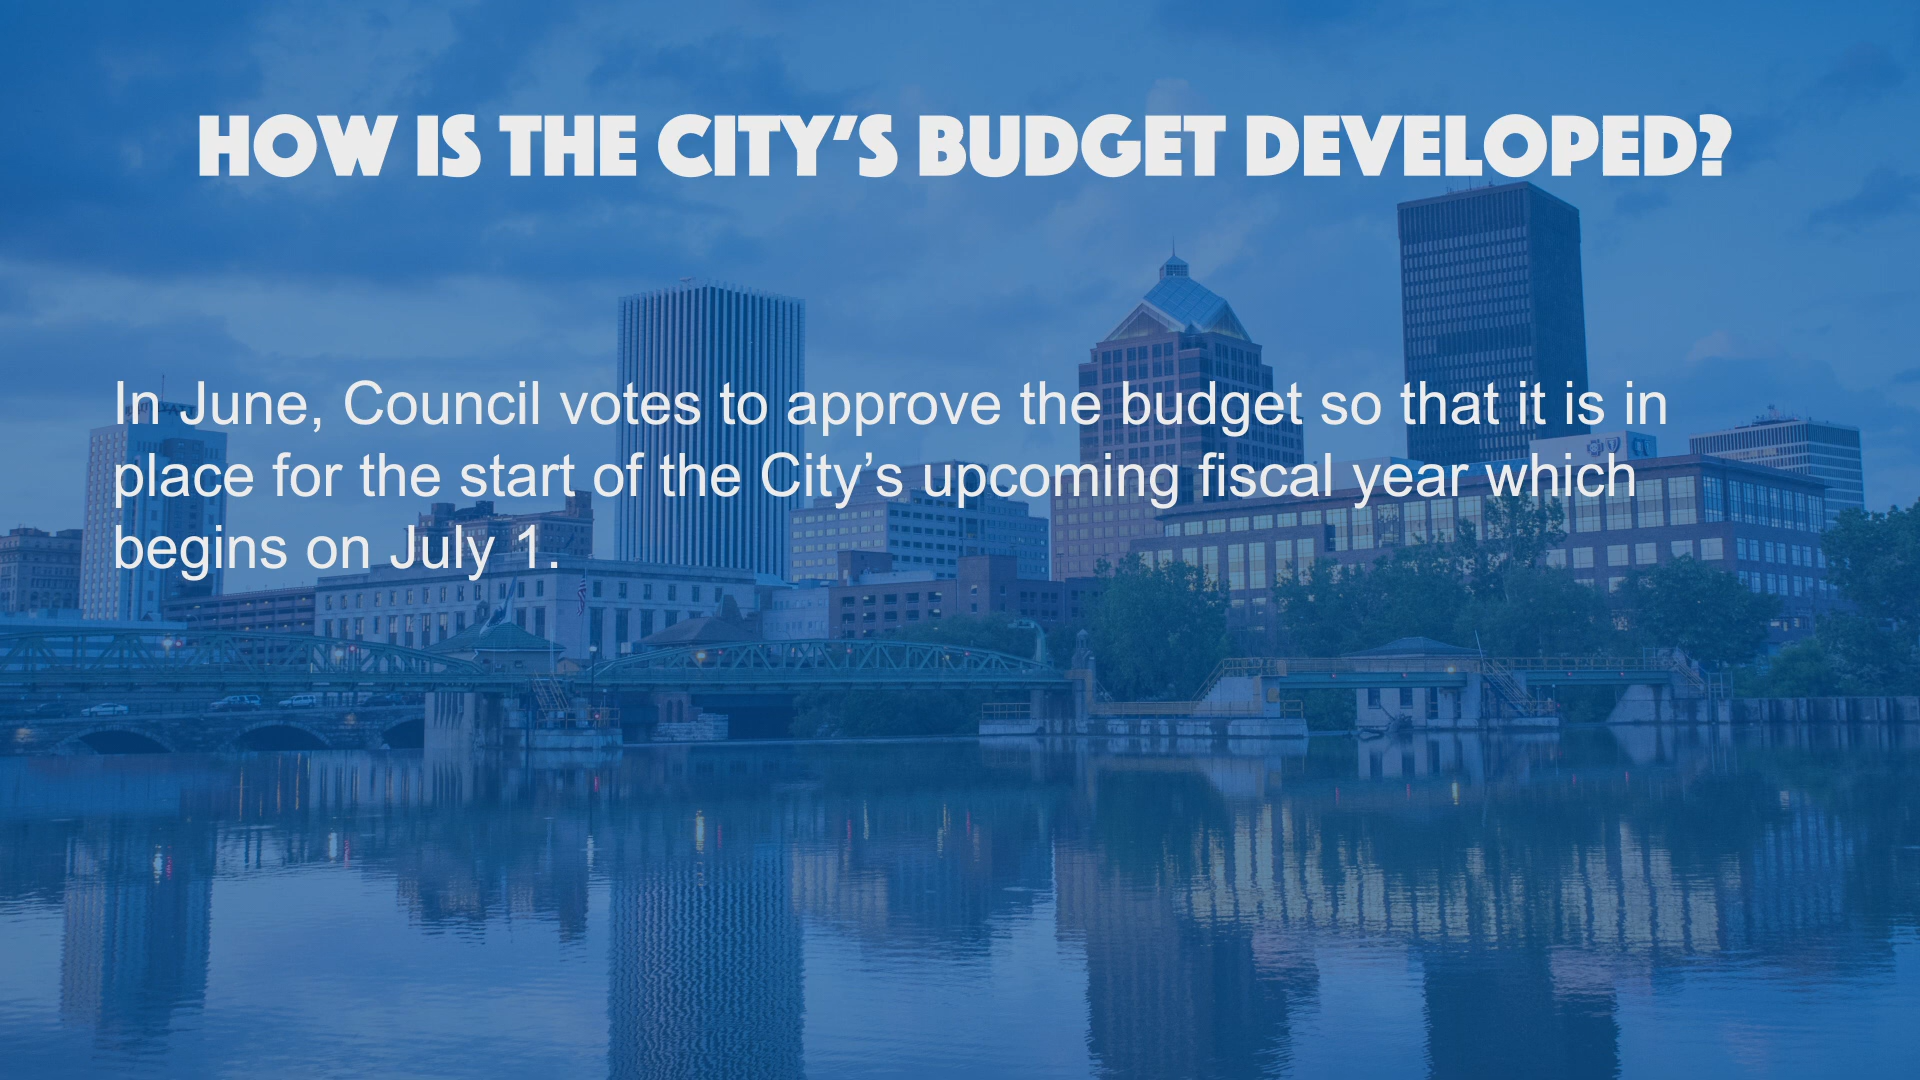 HOW IS THE CITY'S BUDGET DEVELOPED?
In June, Council votes to approve the budget so that it is in
place for the start of the City’s upcoming fiscal year which
begins on July 1.